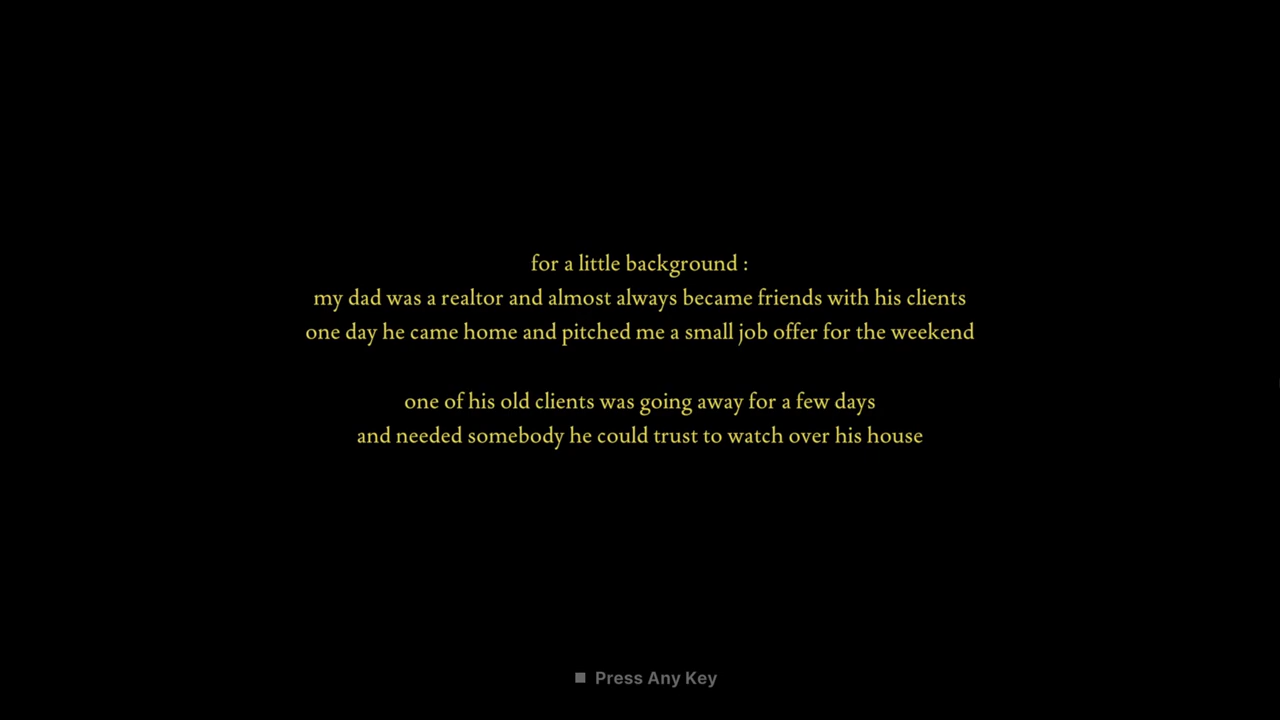 for a little background :
my dad was a realtor and almost always became friends with his clients
one day he came home and pitched me a small job offer for the weekend
one of his old clients was going away for a few days
and needed somebody he could trust to watch over his house
Press Any Key